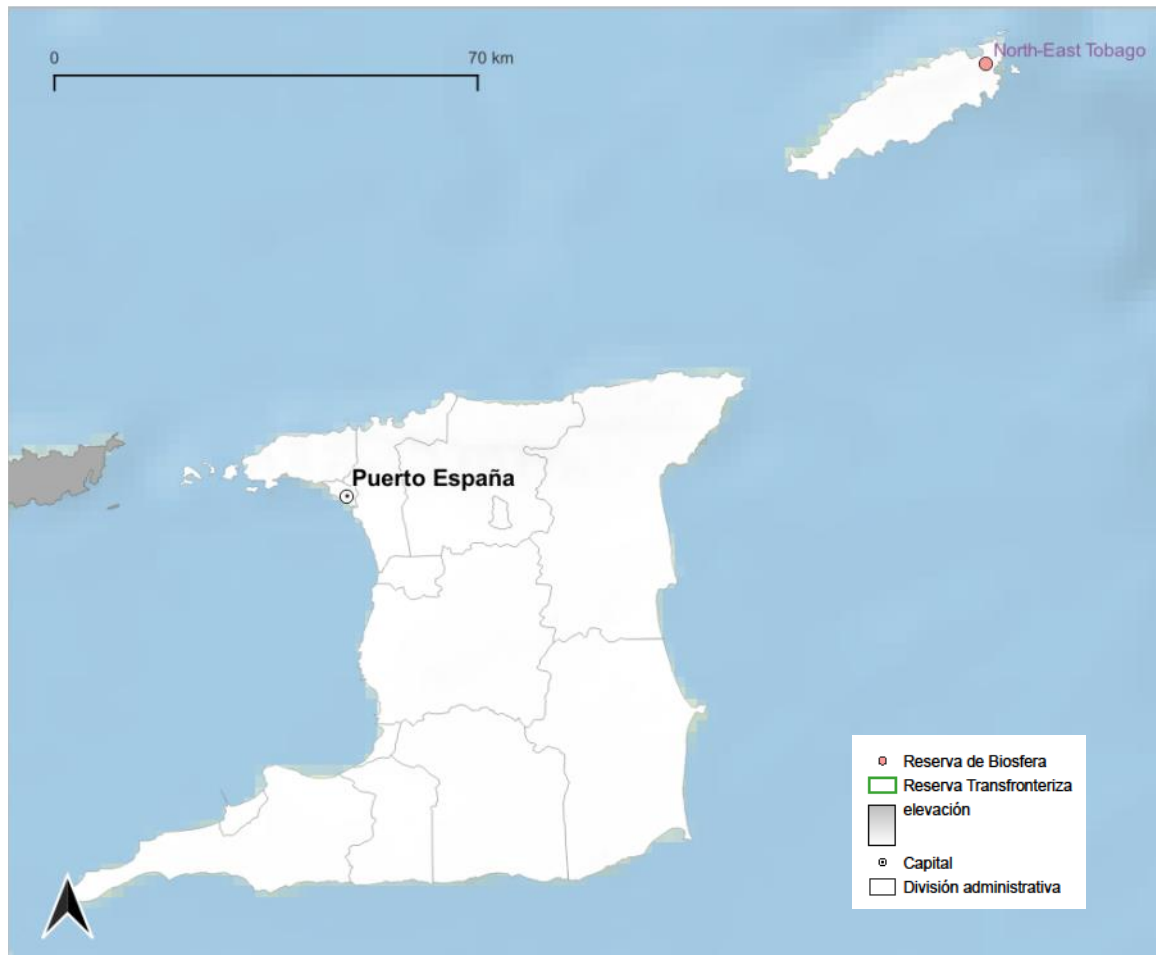 0
70 km
North-East Tobago
Puerto España
Reserva de Biosfera
Reserva Transfronteriza
elevación
Capital
División administrativa